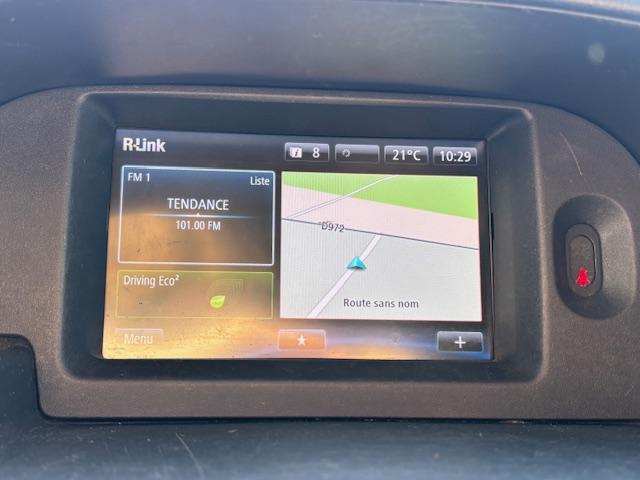 R-Link
i 8
21°C
10:29
FM 1
Liste
TENDANCE
101.00 FM
D972
Driving Eco²
Route sans nom
Menu
+